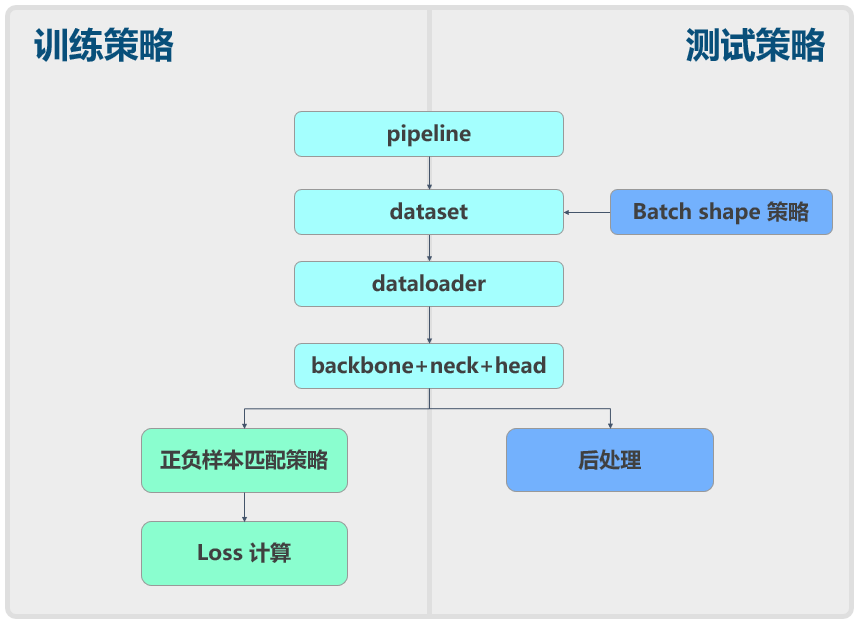 训练策略
测试策略
pipeline
dataset
Batch shape 策略
dataloader
backbone+neck+head
正负样本匹配策略
后处理
Loss 计算